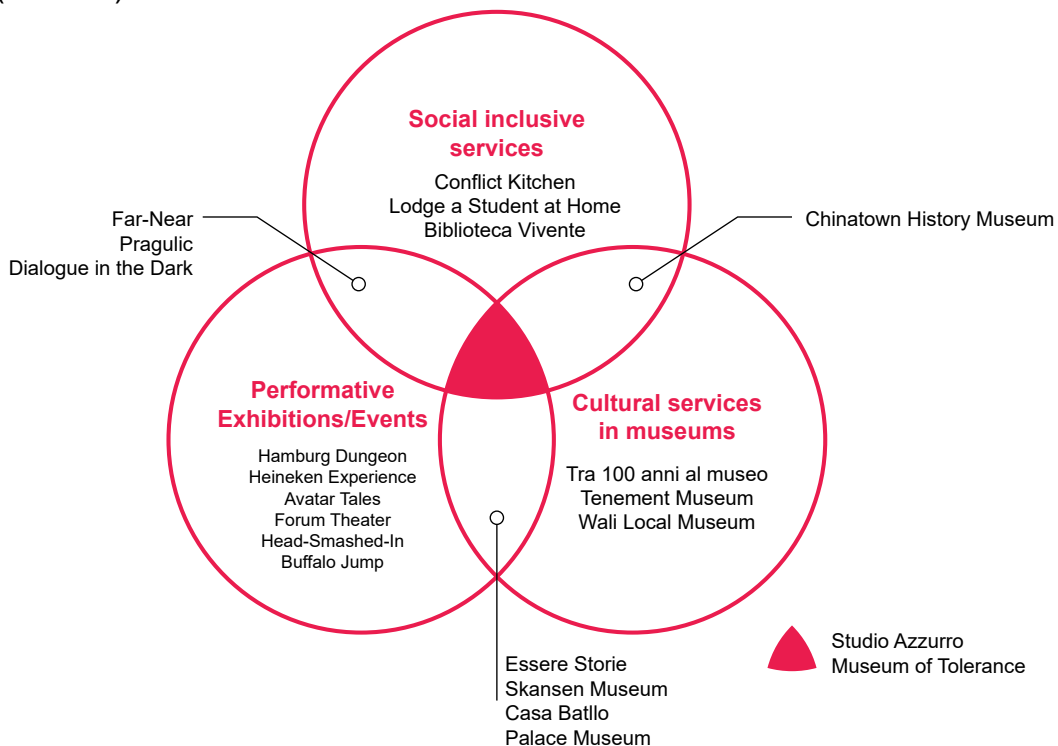 Social inclusive
services
Conflict Kitchen
Lodge a Student at Home
Biblioteca Vivente
Far-Near
Pragulic
Dialogue in the Dark
Chinatown History Museum
Performative
Exhibitions/Events
Hamburg Dungeon
Heineken Experience
Avatar Tales
Forum Theater
Head-Smashed-In
Buffalo Jump
Cultural services
in museums
Tra 100 anni al museo
Tenement Museum
Wali Local Museum
Essere Storie
Skansen Museum
Casa Batllo
Palace Museum
Studio Azzurro
Museum of Tolerance